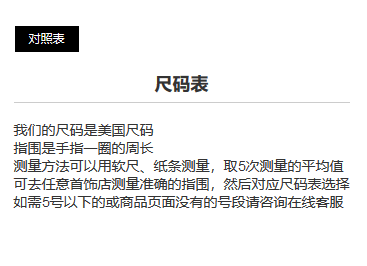 对照表
尺码表
我们的尺码是美国尺码
指围是手指一圈的周长
测量方法可以用软尺、纸条测量，取5次测量的平均值
可去任意首饰店测量准确的指围，然后对应尺码表选择
如需5号以下的或商品页面没有的号段请咨询在线客服